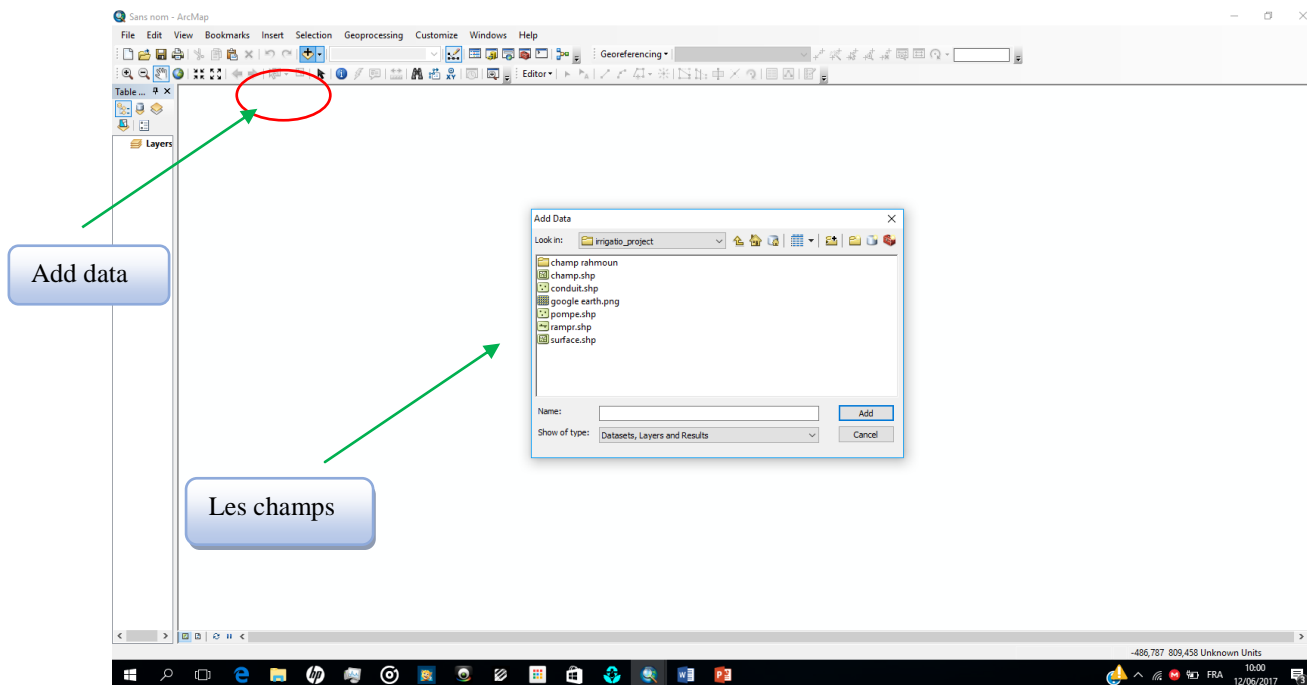 Sans nom - ArcMap
File Edit View Bookmarks Insert Selection Geoprocessing Customize Windows Help
Georeferencing
Editor
Table ...
Layers
Add data
Add Data
Look in: irrigatio_project
champ rahmoun
champ.shp
conduit.shp
google earth.png
pompe.shp
rampr.shp
surface.shp
Name: Add
Show of type: Datasets, Layers and Results Cancel
Les champs
-486,787 809,458 Unknown Units
FRA
10:00
12/06/2017